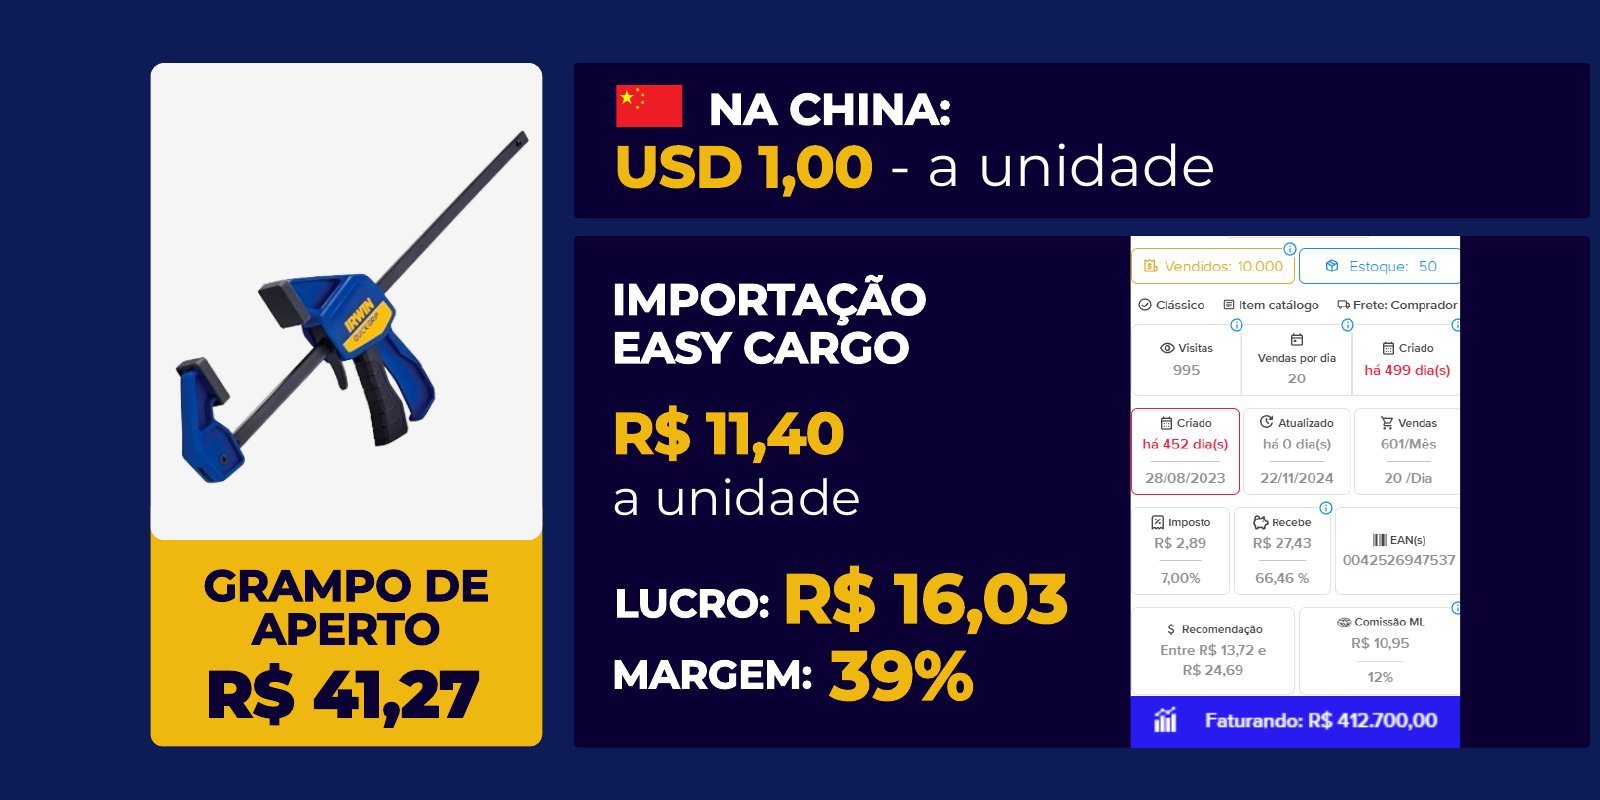 IRWIN
QUICK-GRIP
GRAMPO DE
APERTO
R$ 41,27
NA CHINA:
USD 1,00 - a unidade
IMPORTAÇÃO
EASY CARGO
R$ 11,40
a unidade
LUCRO: R$ 16,03
MARGEM: 39%
Vendidos: 10.000
Estoque: 50
Clássico
Item catálogo
Frete: Comprador
Visitas
995
Vendas por dia
20
Criado
há 499 dia(s)
Criado
há 452 dia(s)
28/08/2023
Atualizado
há 0 dia(s)
22/11/2024
Vendas
601/Mês
20 /Dia
Imposto
R$ 2,89
7,00%
Recebe
R$ 27,43
66,46 %
EAN(s)
0042526947537
$ Recomendação
Entre R$ 13,72 e
R$ 24,69
Comissão ML
R$ 10,95
12%
Faturando: R$ 412.700,00